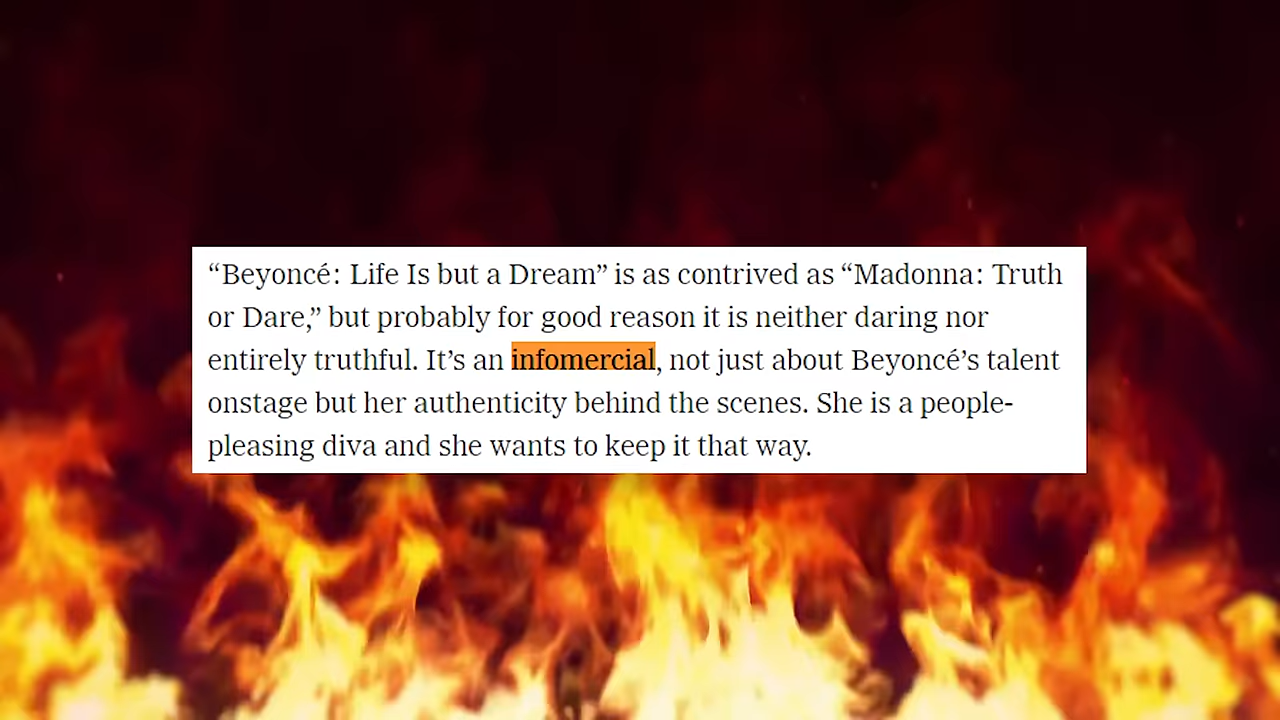 “Beyoncé: Life Is but a Dream” is as contrived as “Madonna: Truth
or Dare,” but probably for good reason it is neither daring nor
entirely truthful. It’s an infomercial, not just about Beyoncé’s talent
onstage but her authenticity behind the scenes. She is a people-
pleasing diva and she wants to keep it that way.